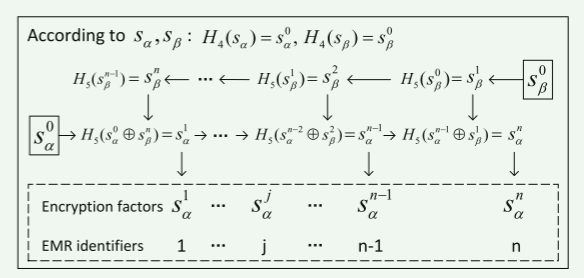 According to s_α, s_β : H_4(s_α) = s_α^0, H_4(s_β) = s_β^0
H_5(s_β^{n-1}) = s_β^n ← ··· ← H_5(s_β^1) = s_β^2 ← H_5(s_β^0) = s_β^1 ← s_β^0
s_α^0 → H_5(s_α^0 ⊕ s_β^n) = s_α^1 → ··· → H_5(s_α^{n-2} ⊕ s_β^2) = s_α^{n-1} → H_5(s_α^{n-1} ⊕ s_β^1) = s_α^n
Encryption factors s_α^1 ··· s_α^j ··· s_α^{n-1} s_α^n
EMR identifiers 1 ··· j ··· n-1 n